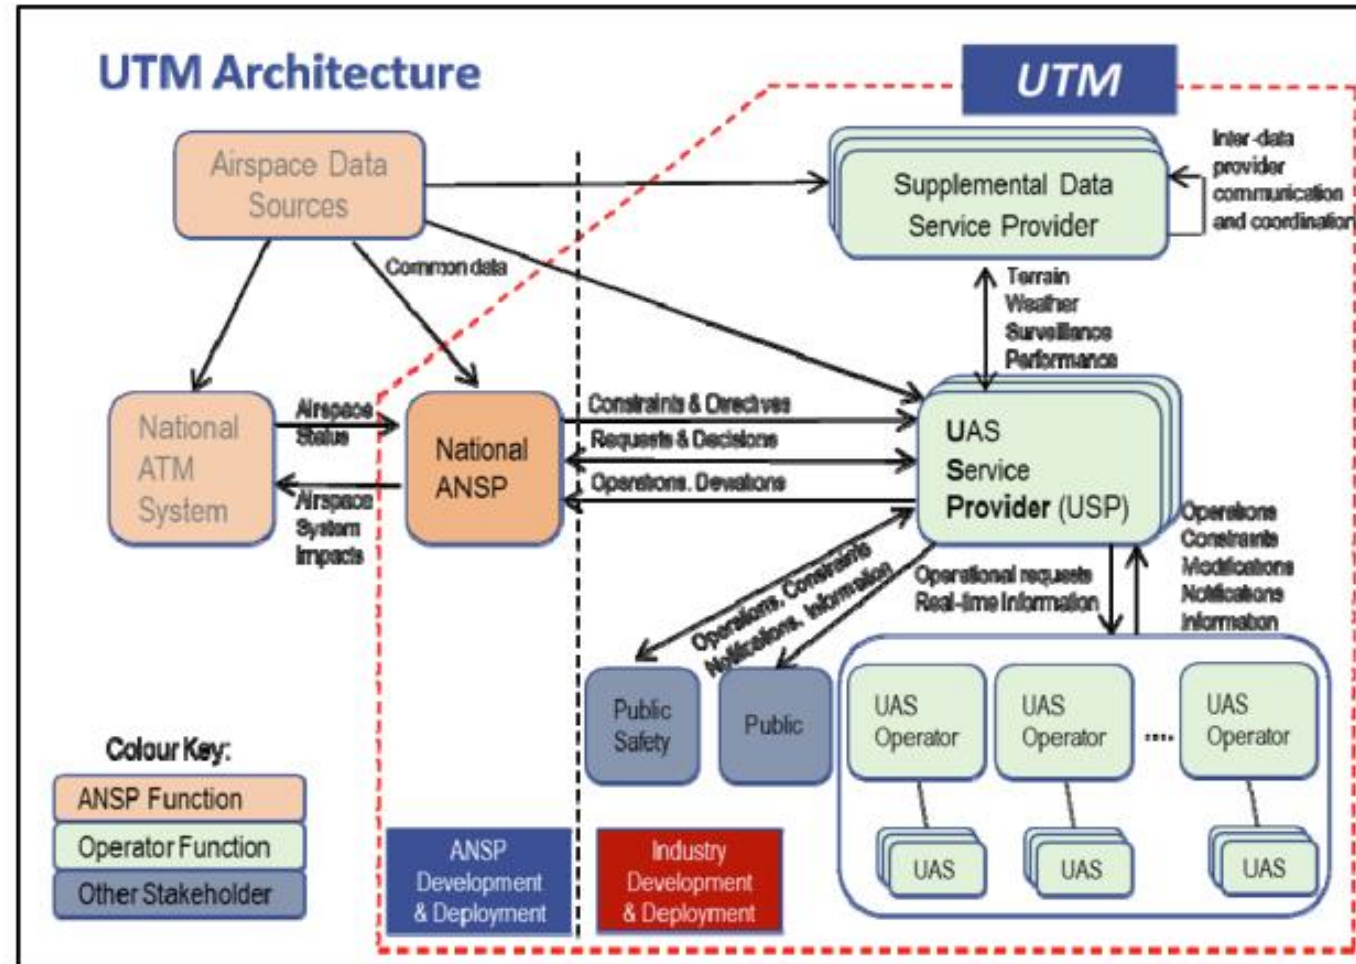 UTM Architecture
UTM
Airspace Data
Sources
Supplemental Data
Service Provider
Inter-data
provider
communication
and coordination
Common data
Terrain
Weather
Surveillance
Performance
National
ATM
System
Airspace
Status
Airspace
System
Impacts
National
ANSP
Constraints & Directives
Requests & Decisions
Operations. Deviations
UAS
Service
Provider (USP)
Operations
Constraints
Modifications
Notifications
Information
Operational requests
Real-time Information
Operations. Constraints
Notifications. Information
Public
Safety
Public
UAS
Operator
UAS
Operator
....
UAS
Operator
UAS
UAS
UAS
Colour Key:
ANSP Function
Operator Function
Other Stakeholder
ANSP
Development
& Deployment
Industry
Development
& Deployment